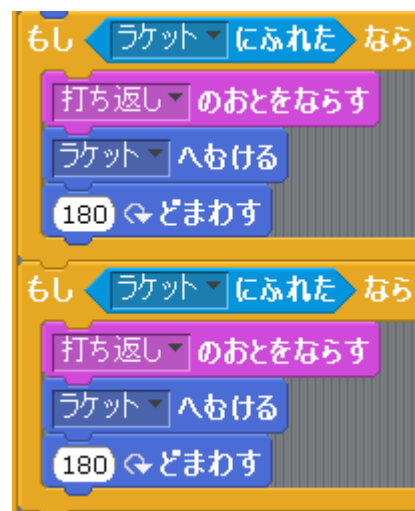 もし ラケット にふれた なら
打ち返し のおとをならす
ラケット へむける
180 どまわす
もし ラケット にふれた なら
打ち返し のおとをならす
ラケット へむける
180 どまわす